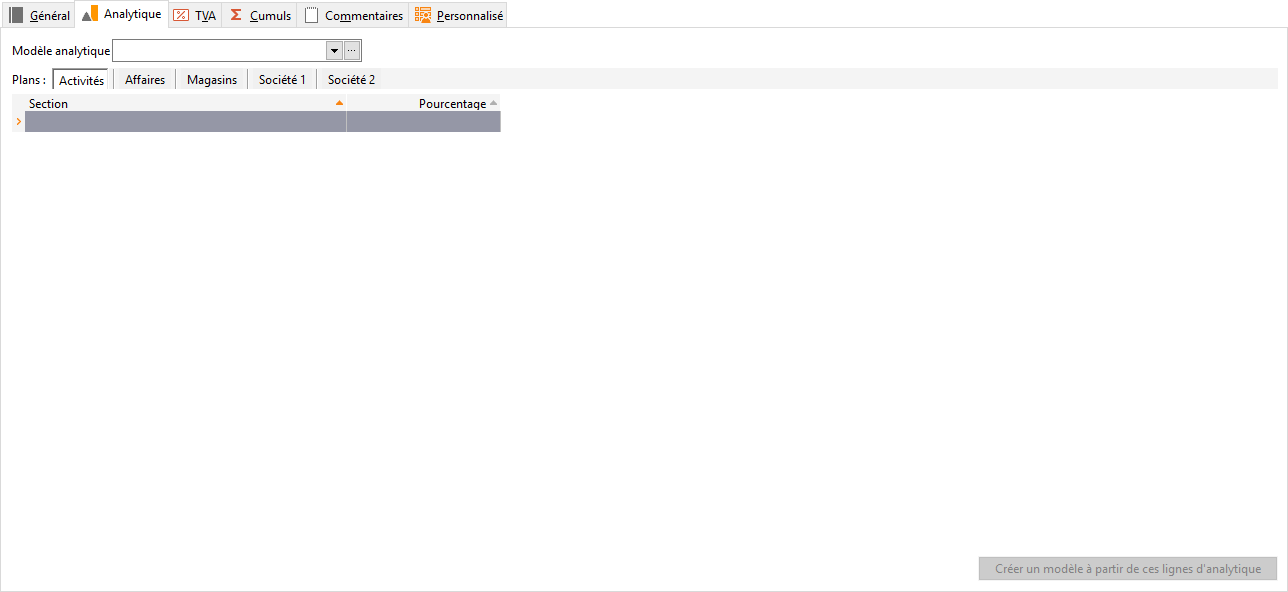 Général Analytique TVA Cumuls Commentaires Personnalisé
Modèle analytique
Plans : Activités Affaires Magasins Société 1 Société 2
Section Pourcentage
Créer un modèle à partir de ces lignes d'analytique